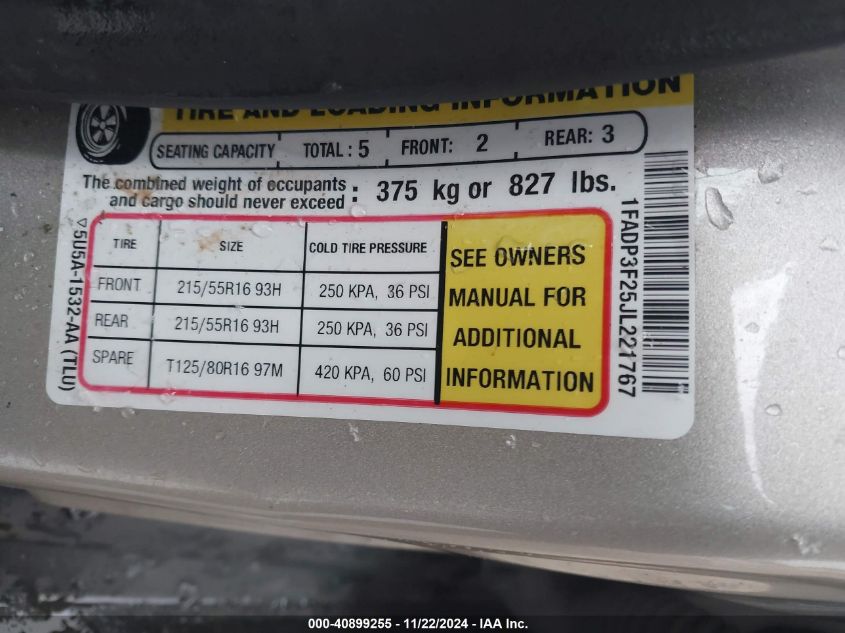 TIRE AND LOADING INFORMATION
SEATING CAPACITY TOTAL : 5 FRONT: 2 REAR: 3
The combined weight of occupants and cargo should never exceed : 375 kg or 827 lbs.
TIRE SIZE COLD TIRE PRESSURE
FRONT 215/55R16 93H 250 KPA, 36 PSI
REAR 215/55R16 93H 250 KPA, 36 PSI
SPARE T125/80R16 97M 420 KPA, 60 PSI
SEE OWNERS
MANUAL FOR
ADDITIONAL
INFORMATION
5U5A-1532-AA (TLU)
1FADP3F25JL221767
000-40899255 - 11/22/2024 - IAA Inc.